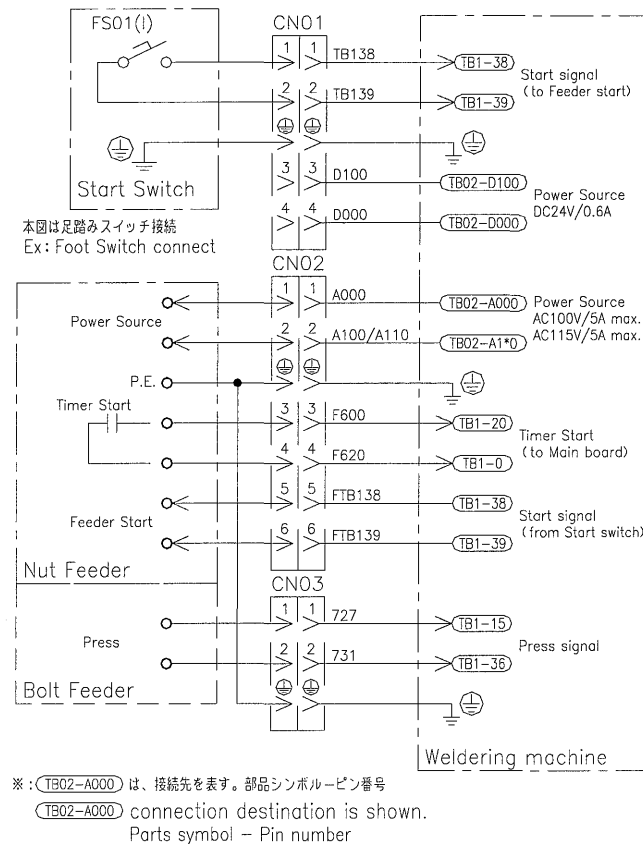 FS01(I)
CN01
1 1 TB138
TB1-38
Start signal
(to Feeder start)
2 2 TB139
TB1-39
3 3 D100
TB02-D100
Power Source
DC24V/0.6A
4 4 D000
TB02-D000
Start Switch
本図は足踏みスイッチ接続
Ex: Foot Switch connect
CN02
1 1 A000
TB02-A000
Power Source
AC100V/5A max.
AC115V/5A max.
Power Source
2 2 A100/A110
TB02-A1*0
P.E.
Timer Start
3 3 F600
TB1-20
Timer Start
(to Main board)
4 4 F620
TB1-0
5 5 FTB138
TB1-38
Feeder Start
Start signal
(from Start switch)
6 6 FTB139
TB1-39
Nut Feeder
CN03
1 1 727
TB1-15
Press
Press signal
2 2 731
TB1-36
Bolt Feeder
Weldering machine
※:TB02-A000は、接続先を表す。部品シンボルーピン番号
TB02-A000 connection destination is shown.
Parts symbol - Pin number